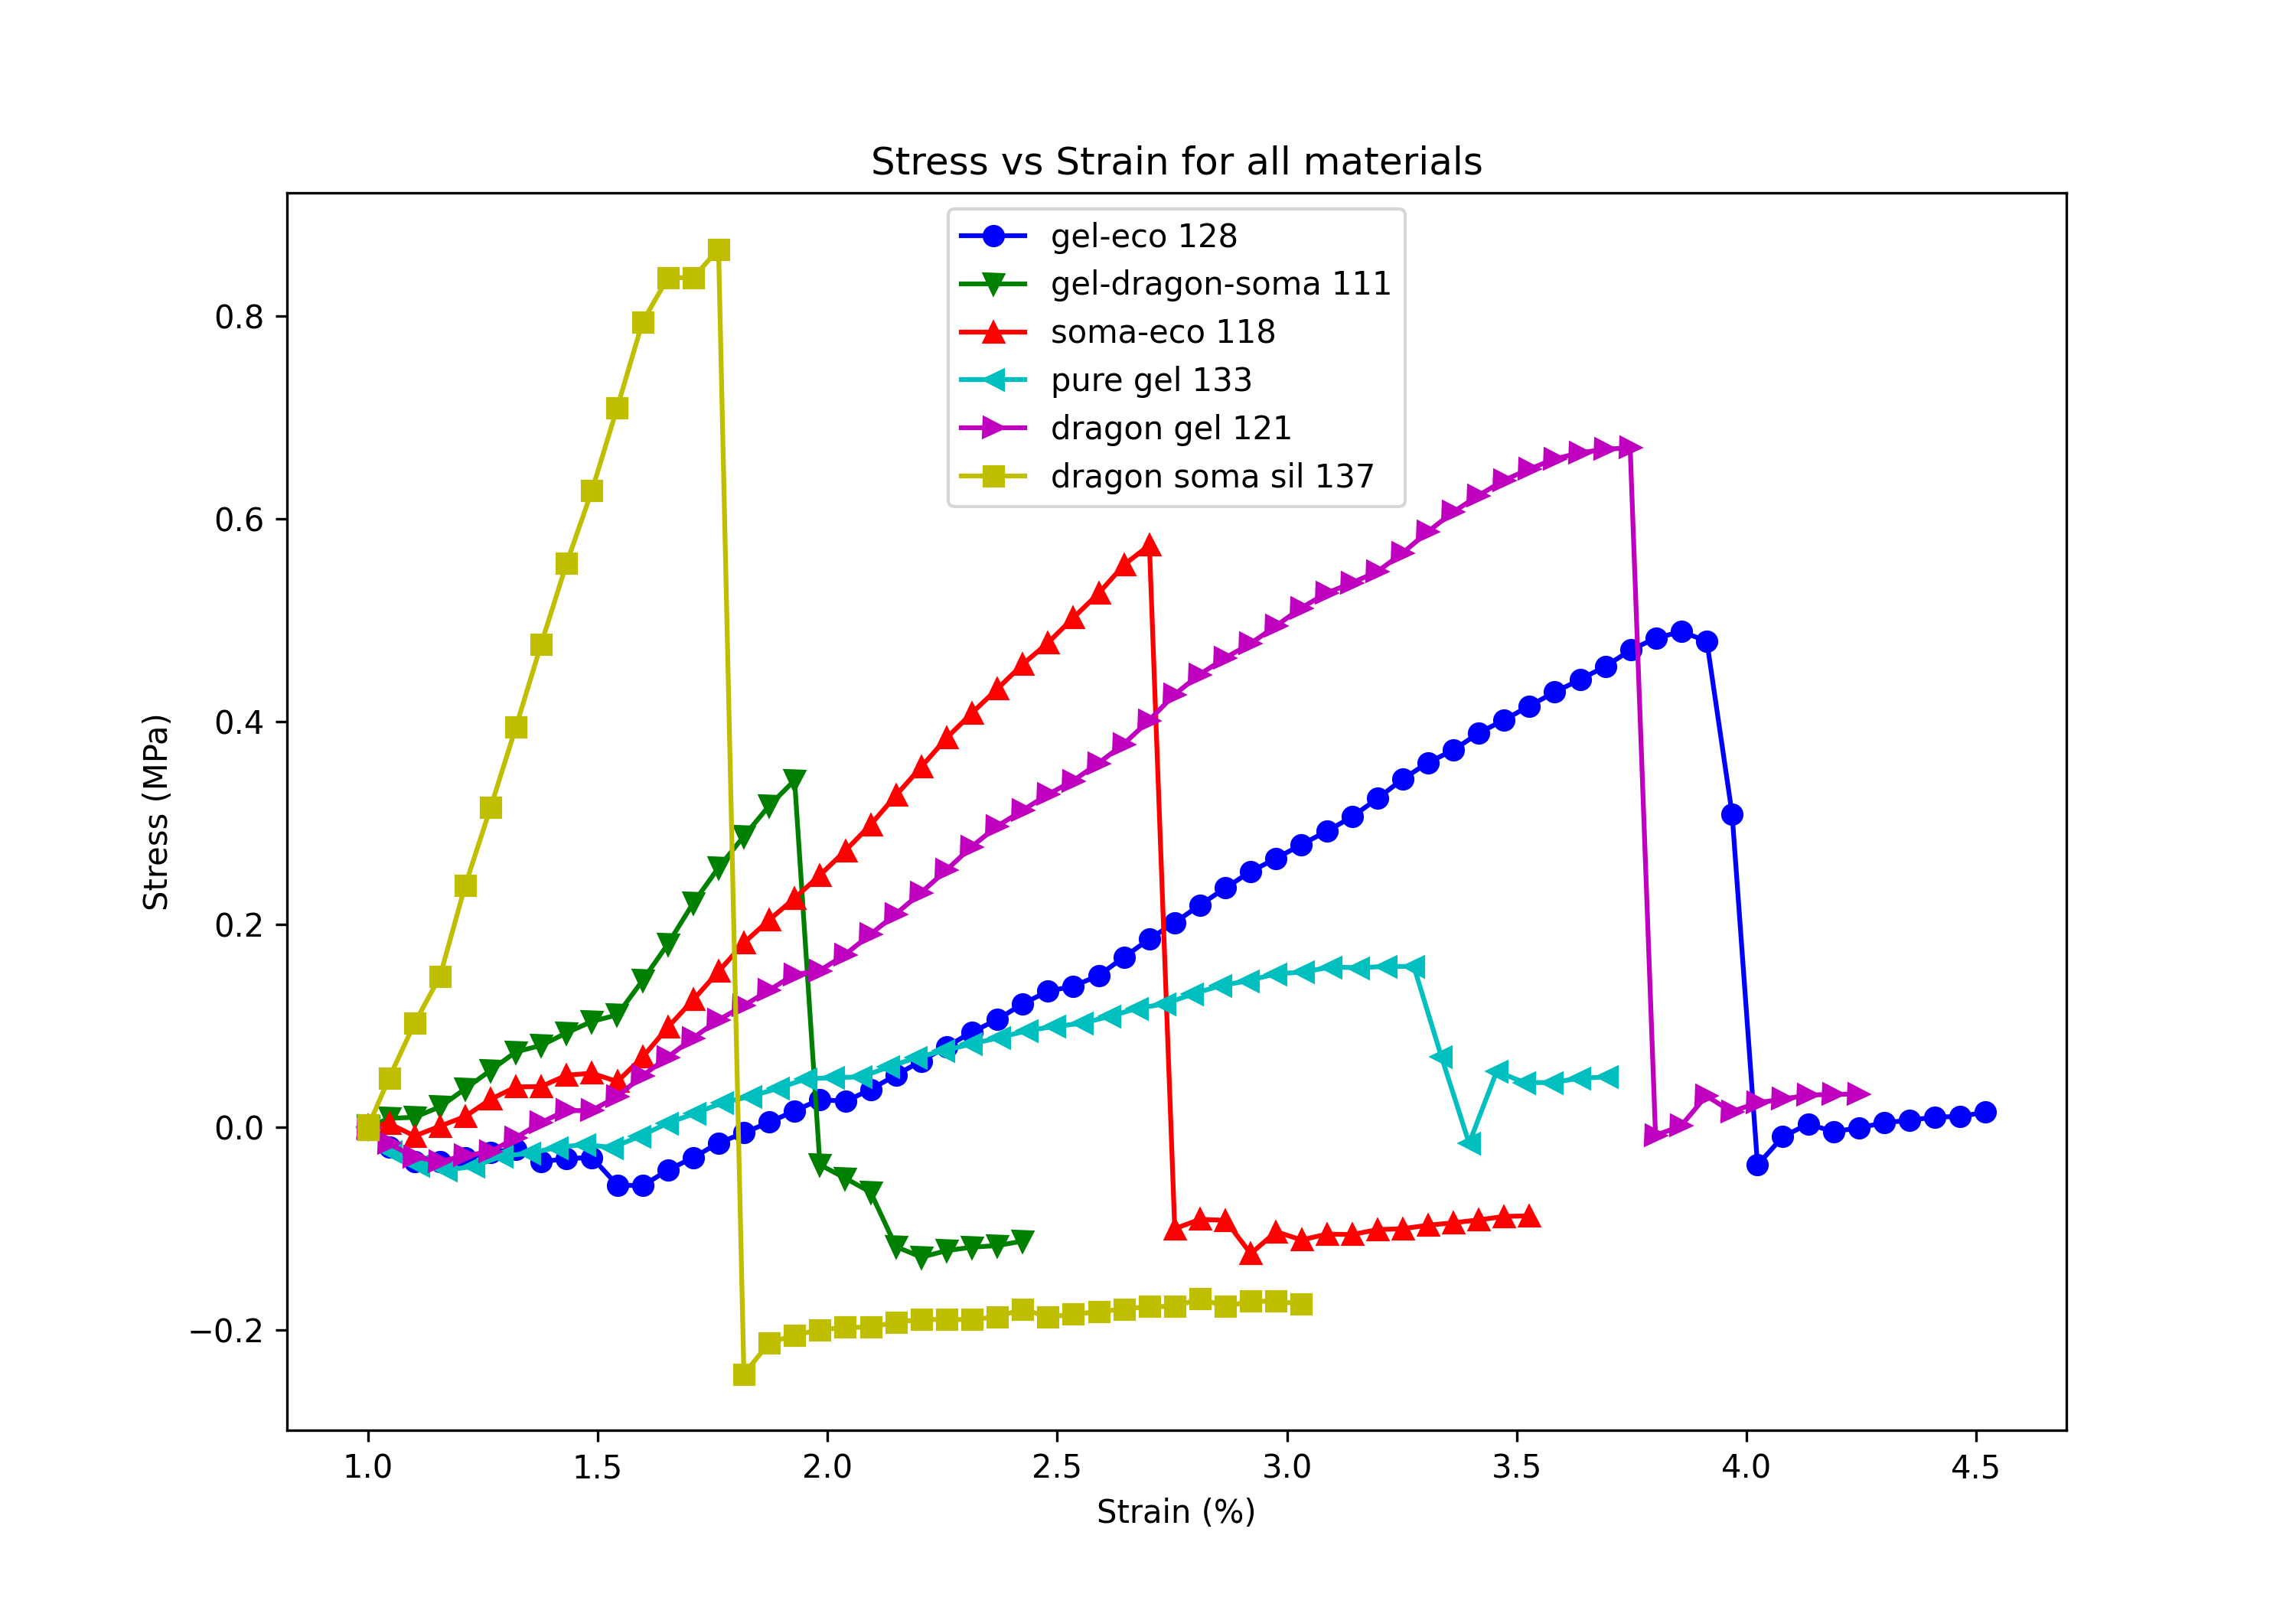 Stress vs Strain for all materials
gel-eco 128
gel-dragon-soma 111
soma-eco 118
pure gel 133
dragon gel 121
dragon soma sil 137
0.8
0.6
0.4
0.2
0.0
−0.2
Stress (MPa)
1.0 1.5 2.0 2.5 3.0 3.5 4.0 4.5
Strain (%)